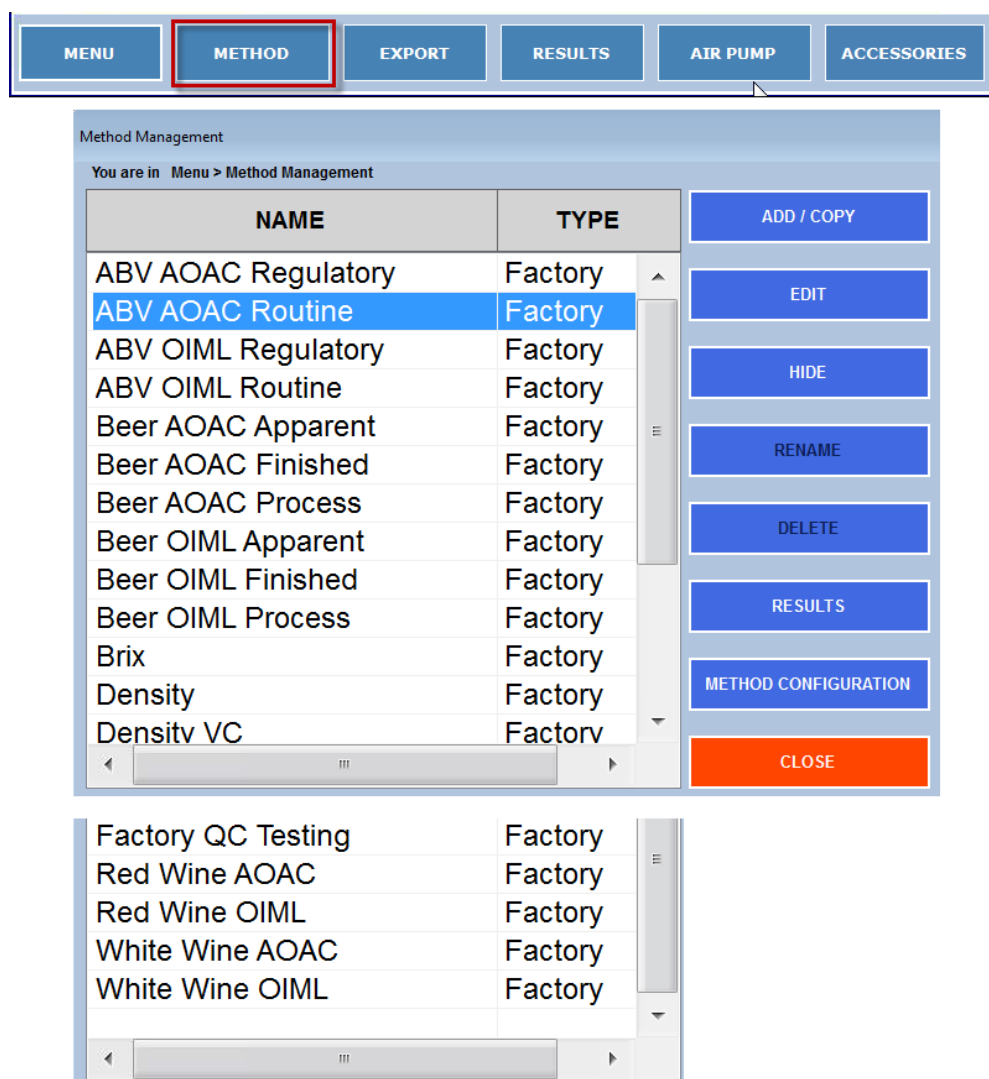 MENU METHOD EXPORT RESULTS AIR PUMP ACCESSORIES
Method Management
You are in Menu > Method Management
NAME TYPE
ABV AOAC Regulatory Factory
ABV AOAC Routine Factory
ABV OIML Regulatory Factory
ABV OIML Routine Factory
Beer AOAC Apparent Factory
Beer AOAC Finished Factory
Beer AOAC Process Factory
Beer OIML Apparent Factory
Beer OIML Finished Factory
Beer OIML Process Factory
Brix Factory
Density Factory
Density VC Factory
ADD / COPY
EDIT
HIDE
RENAME
DELETE
RESULTS
METHOD CONFIGURATION
CLOSE
Factory QC Testing Factory
Red Wine AOAC Factory
Red Wine OIML Factory
White Wine AOAC Factory
White Wine OIML Factory